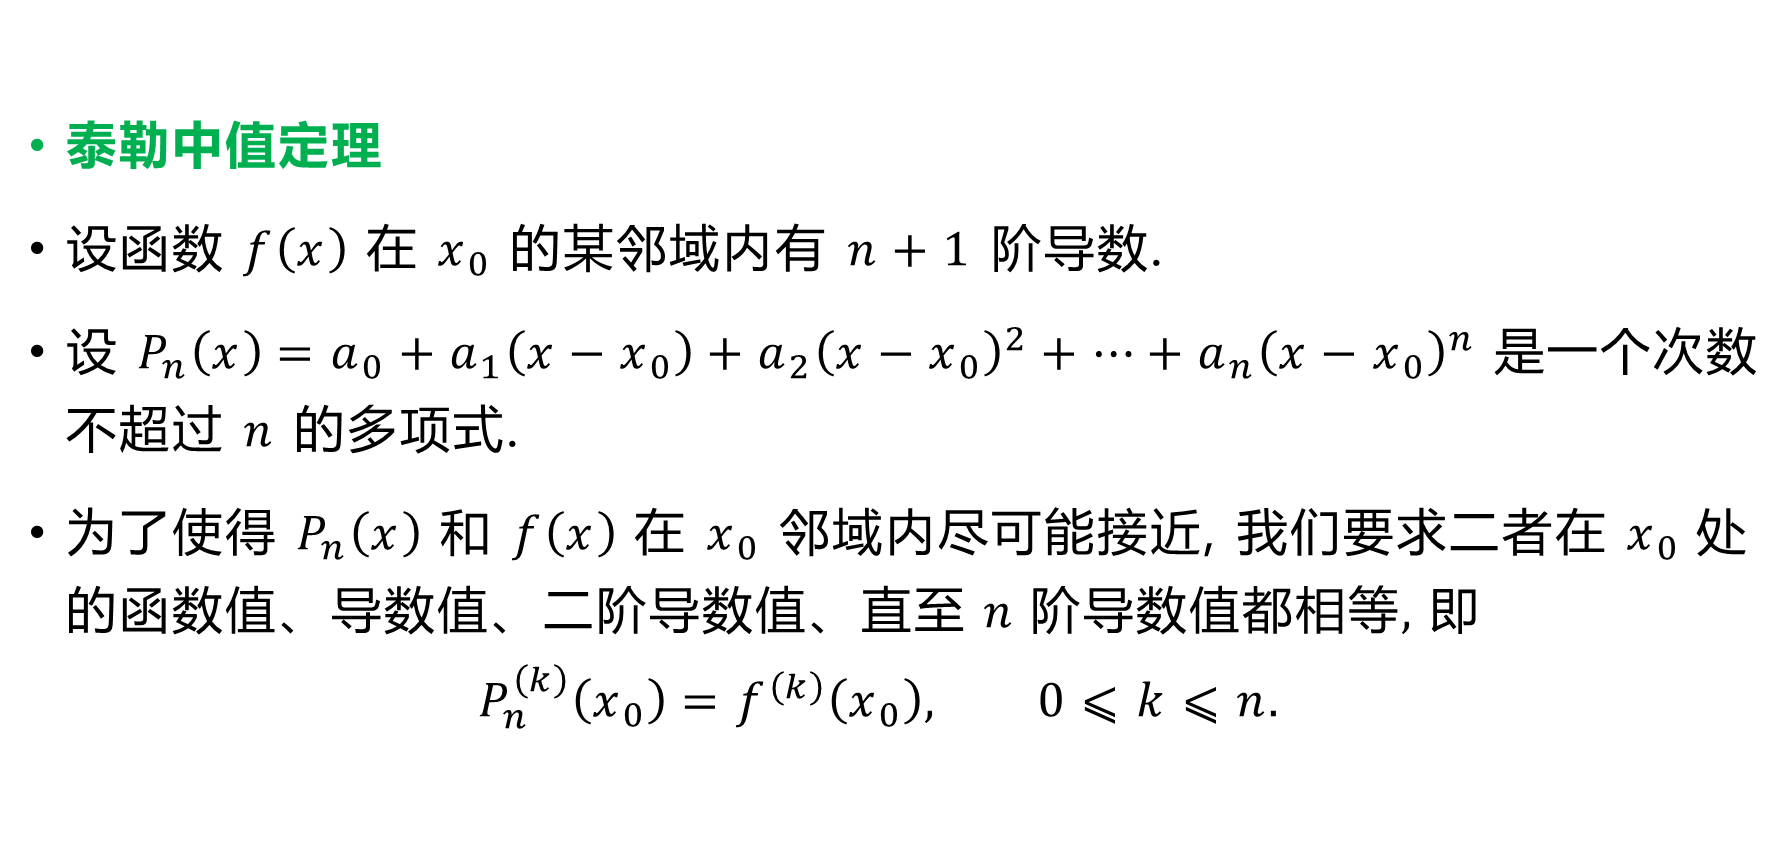 • 泰勒中值定理
• 设函数 f(x) 在 x₀ 的某邻域内有 n + 1 阶导数.
• 设 Pₙ(x) = a₀ + a₁(x − x₀) + a₂(x − x₀)² + ⋯ + aₙ(x − x₀)ⁿ 是一个次数
不超过 n 的多项式.
• 为了使得 Pₙ(x) 和 f(x) 在 x₀ 邻域内尽可能接近, 我们要求二者在 x₀ 处
的函数值、导数值、二阶导数值、直至 n 阶导数值都相等, 即
Pₙ⁽ᵏ⁾(x₀) = f⁽ᵏ⁾(x₀), 0 ⩽ k ⩽ n.